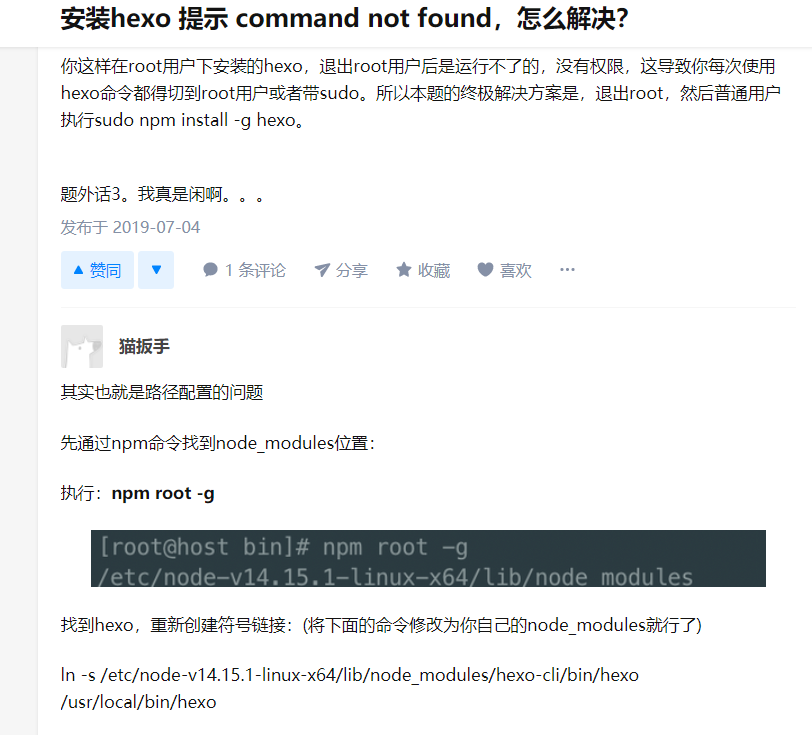 安装hexo 提示 command not found，怎么解决？
你这样在root用户下安装的hexo，退出root用户后是运行不了的，没有权限，这导致你每次使用
hexo命令都得切到root用户或者带sudo。所以本题的终极解决方案是，退出root，然后普通用户
执行sudo npm install -g hexo。
题外话3。我真是闲啊。。。
发布于 2019-07-04
赞同 1 条评论 分享 收藏 喜欢 ···
猫扳手
其实也就是路径配置的问题
先通过npm命令找到node_modules位置：
执行：npm root -g
[root@host bin]# npm root -g
/etc/node-v14.15.1-linux-x64/lib/node_modules
找到hexo，重新创建符号链接：(将下面的命令修改为你自己的node_modules就行了)
ln -s /etc/node-v14.15.1-linux-x64/lib/node_modules/hexo-cli/bin/hexo
/usr/local/bin/hexo